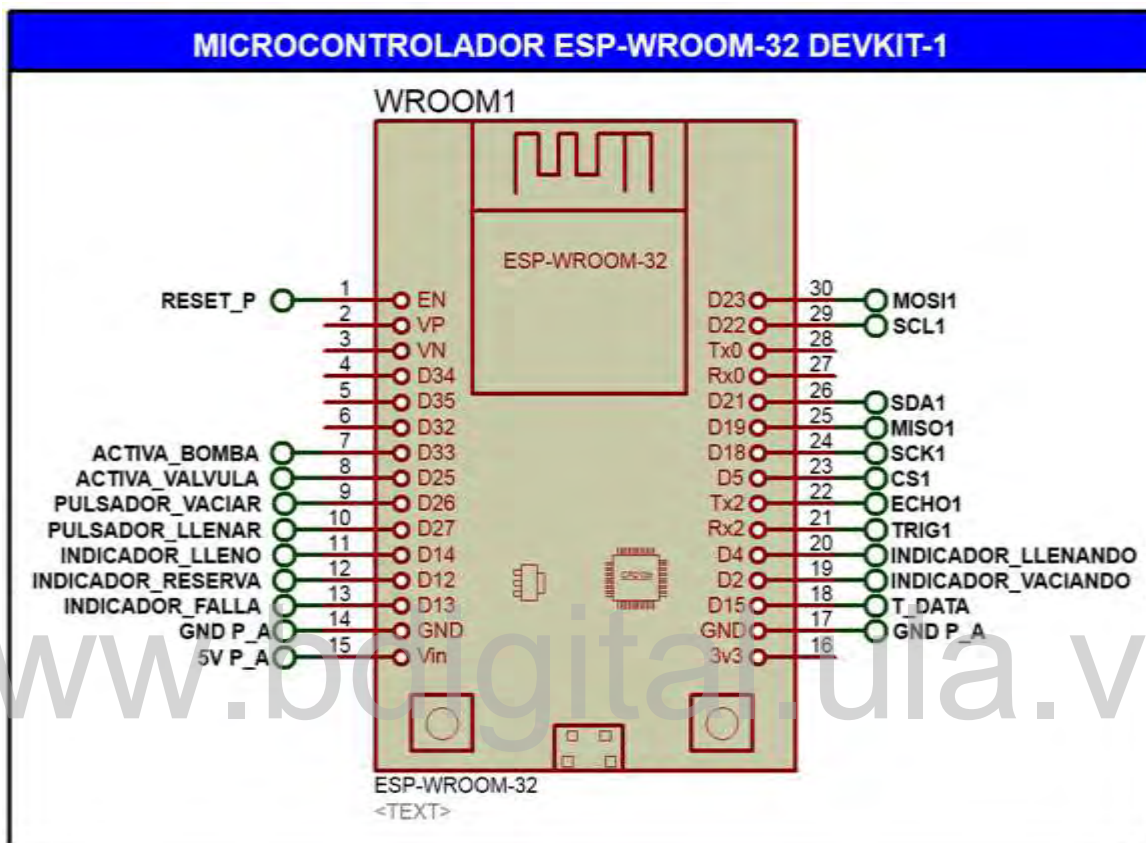 MICROCONTROLADOR ESP-WROOM-32 DEVKIT-1
WROOM1
ESP-WROOM-32
RESET_P 1 EN
2 VP
3 VN
4 D34
5 D35
6 D32
ACTIVA_BOMBA 7 D33
ACTIVA_VALVULA 8 D25
PULSADOR_VACIAR 9 D26
PULSADOR_LLENAR 10 D27
INDICADOR_LLENO 11 D14
INDICADOR_RESERVA 12 D12
INDICADOR_FALLA 13 D13
GND P_A 14 GND
5V P_A 15 Vin
D23 30 MOSI1
D22 29 SCL1
Tx0 28
Rx0 27
D21 26 SDA1
D19 25 MISO1
D18 24 SCK1
D5 23 CS1
Tx2 22 ECHO1
Rx2 21 TRIG1
D4 20 INDICADOR_LLENANDO
D2 19 INDICADOR_VACIANDO
D15 18 T_DATA
GND 17 GND P_A
3v3 16
ESP-WROOM-32
<TEXT>